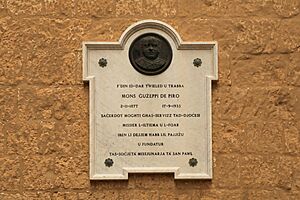 F'DIN ID-DAR TWIELED U TRABBA
MONS GUŻEPPI DE PIRO
2-11-1877 17-9-1933
SAĊERDOT MOGĦTI GĦAS-SERVIZZ TAD-DJOĊESI
MISSIER L-ILTIEMA U L-FQAR
IBEN LI DEJJEM ĦABB LIL PAJJIŻU
U FUNDATUR
TAS-SOĊJETÀ MISSJUNARJA TA' SAN PAWL